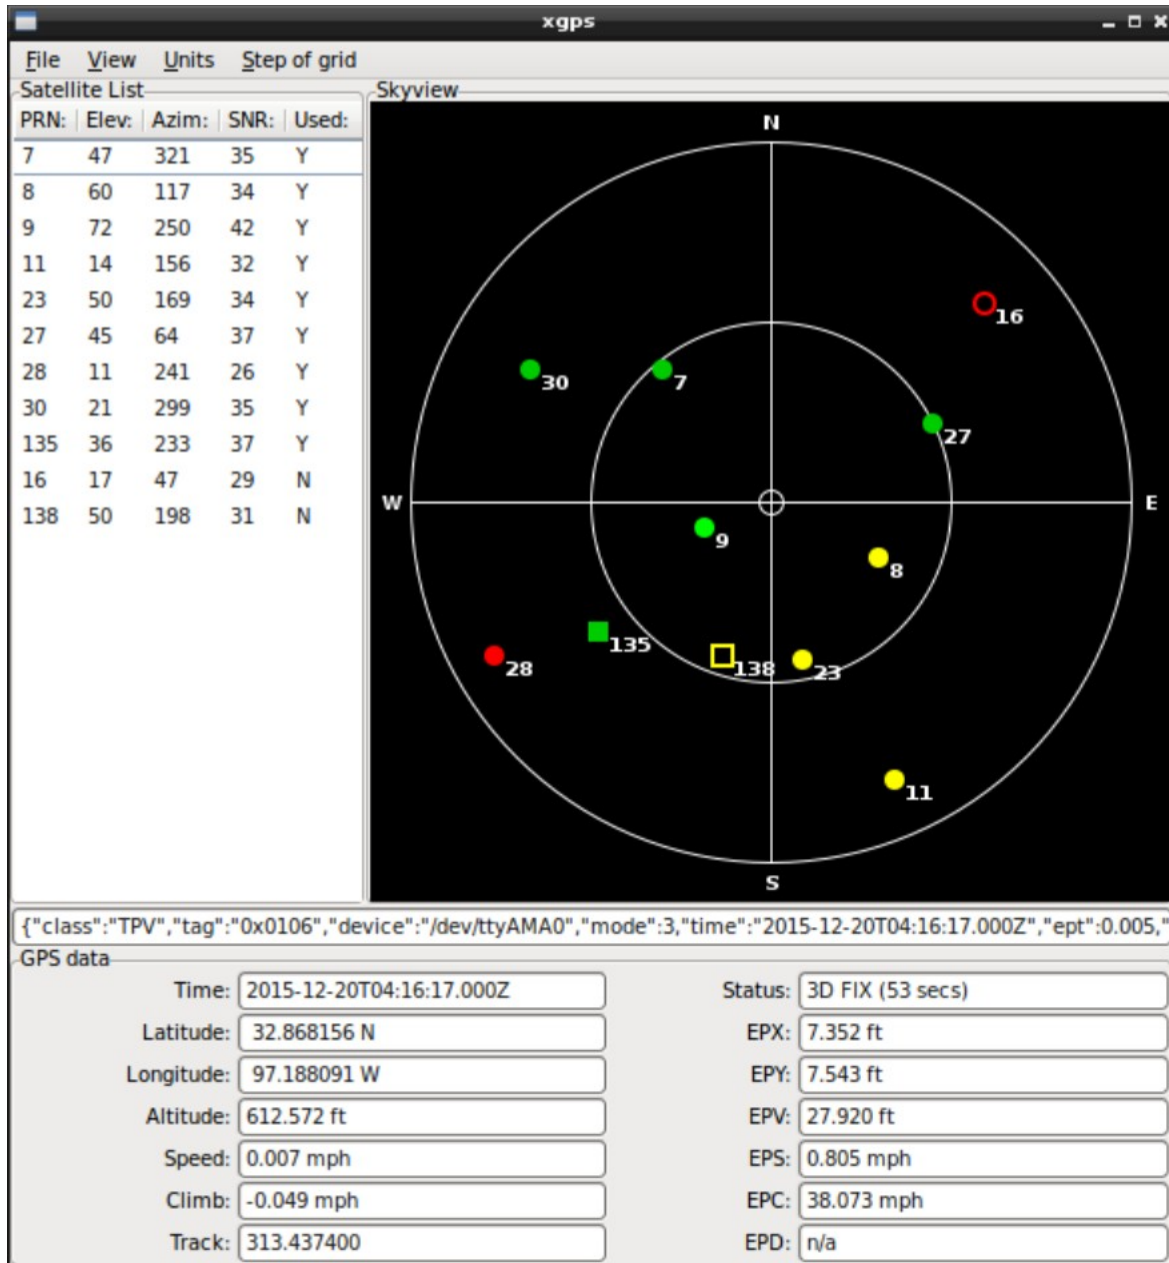 xgps
File View Units Step of grid
Satellite List
PRN: Elev: Azim: SNR: Used:
7 47 321 35 Y
8 60 117 34 Y
9 72 250 42 Y
11 14 156 32 Y
23 50 169 34 Y
27 45 64 37 Y
28 11 241 26 Y
30 21 299 35 Y
135 36 233 37 Y
16 17 47 29 N
138 50 198 31 N
Skyview
N
16
30 7
27
W E
9
8
135
28 138 23
11
S
{"class":"TPV","tag":"0x0106","device":"/dev/ttyAMA0","mode":3,"time":"2015-12-20T04:16:17.000Z","ept":0.005,"
GPS data
Time: 2015-12-20T04:16:17.000Z Status: 3D FIX (53 secs)
Latitude: 32.868156 N EPX: 7.352 ft
Longitude: 97.188091 W EPY: 7.543 ft
Altitude: 612.572 ft EPV: 27.920 ft
Speed: 0.007 mph EPS: 0.805 mph
Climb: -0.049 mph EPC: 38.073 mph
Track: 313.437400 EPD: n/a